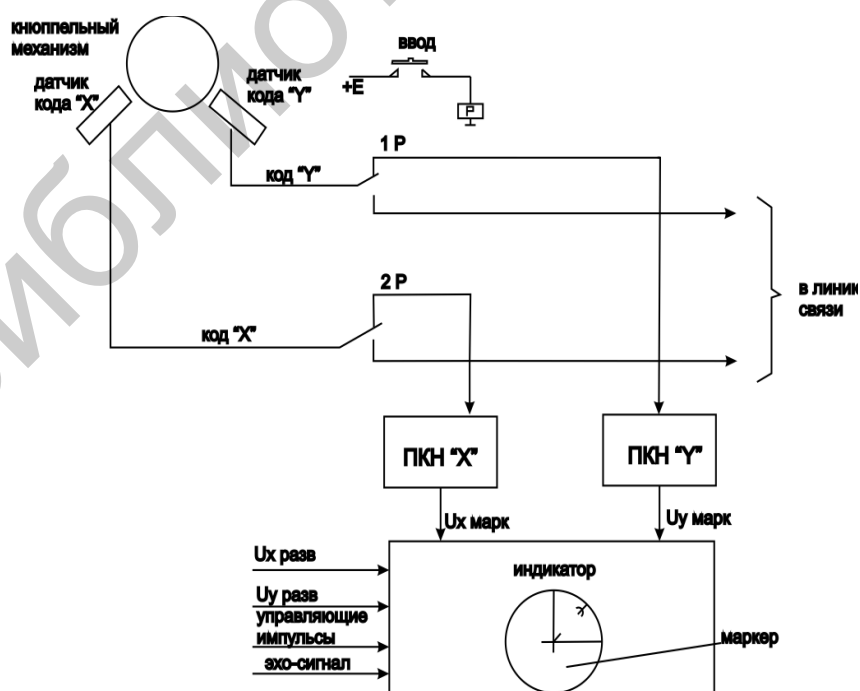 кнюппельный
механизм
ввод
датчик
кода “X”
датчик
кода “Y”
+E
P
1 P
код “Y”
2 P
в линию
связи
код “X”
ПКН “X”
ПКН “Y”
Ux марк
Uy марк
Ux разв
индикатор
Uy разв
управляющие
импульсы
маркер
эхо-сигнал